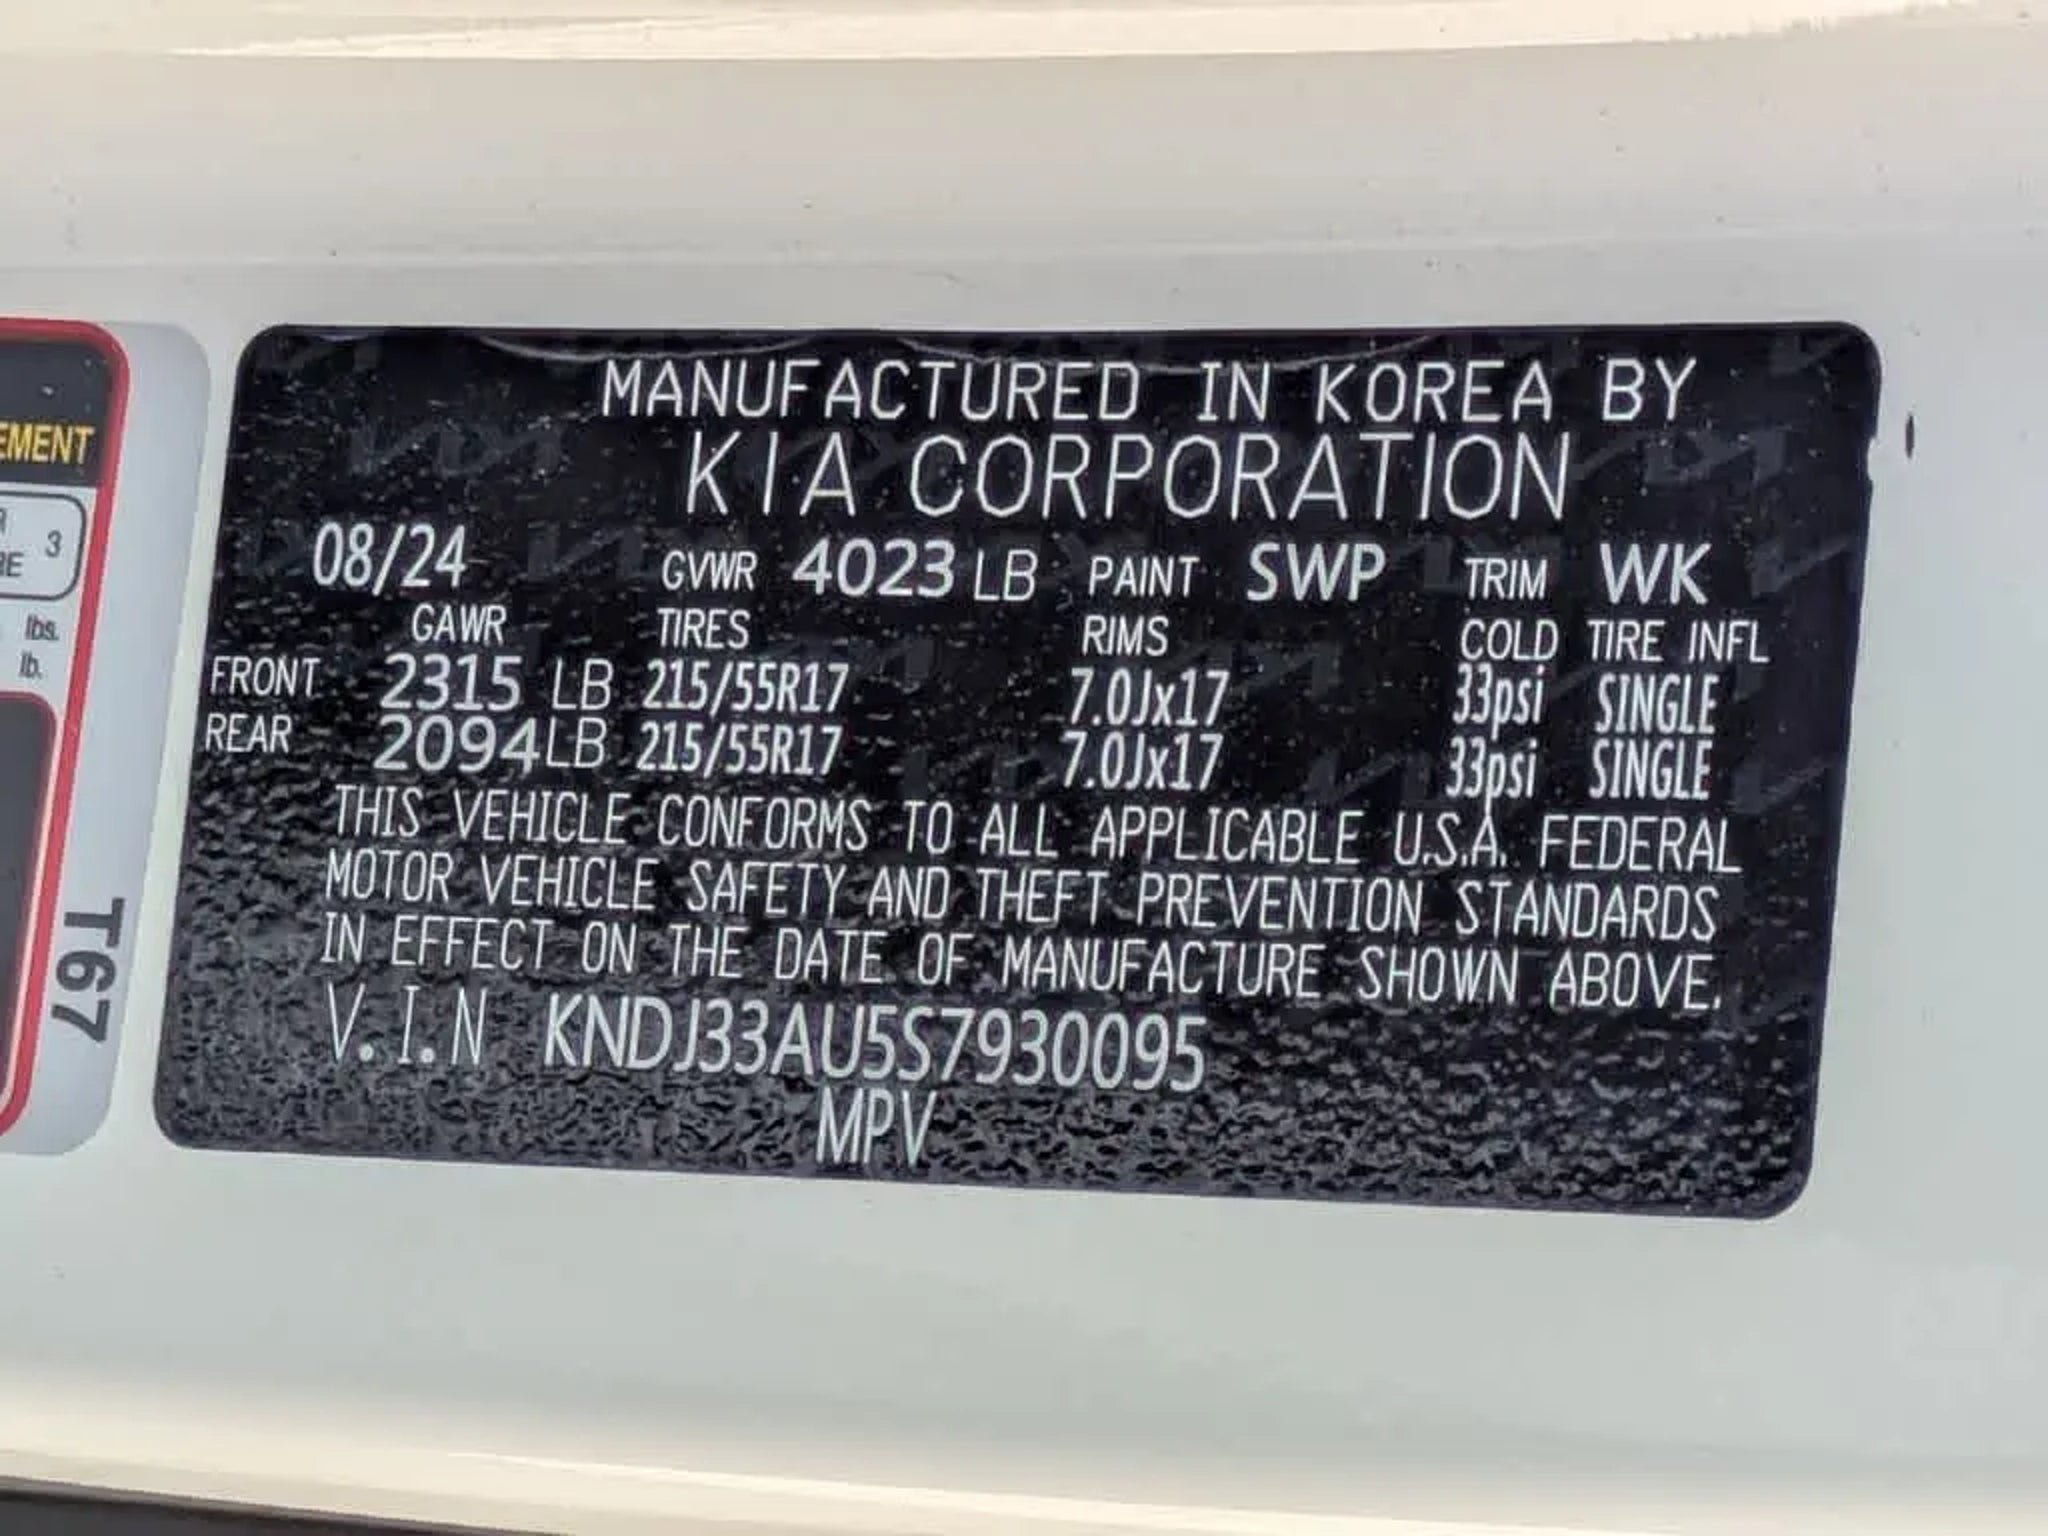 MANUFACTURED IN KOREA BY
KIA CORPORATION
08/24 GVWR 4023 LB PAINT SWP TRIM WK
GAWR TIRES RIMS COLD TIRE INFL
FRONT 2315 LB 215/55R17 7.0Jx17 33psi SINGLE
REAR 2094 LB 215/55R17 7.0Jx17 33psi SINGLE
THIS VEHICLE CONFORMS TO ALL APPLICABLE U.S.A. FEDERAL
MOTOR VEHICLE SAFETY AND THEFT PREVENTION STANDARDS
IN EFFECT ON THE DATE OF MANUFACTURE SHOWN ABOVE.
V.I.N KNDJ33AU5S7930095
MPV
EMENT
3
lbs.
lb.
T67